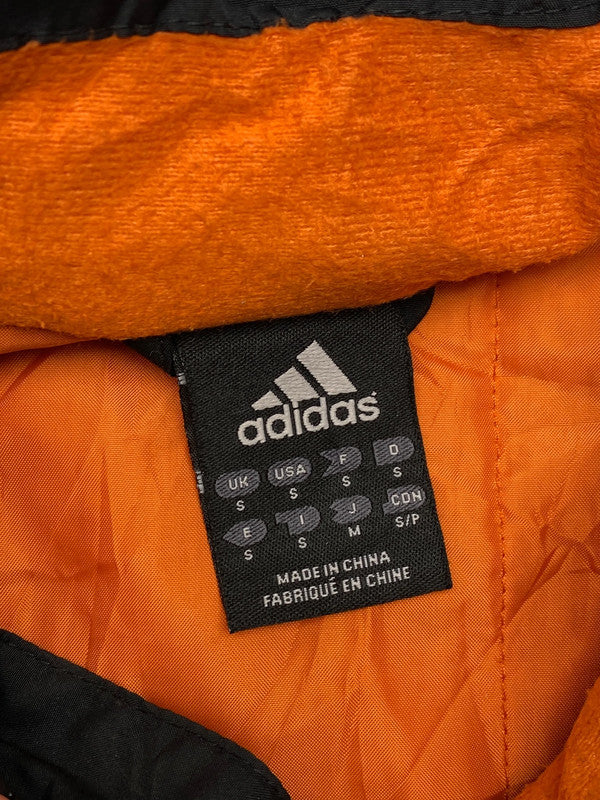 adidas
UK USA F D
S S S S
E I J CDN
S S M S/P
MADE IN CHINA
FABRIQUÉ EN CHINE